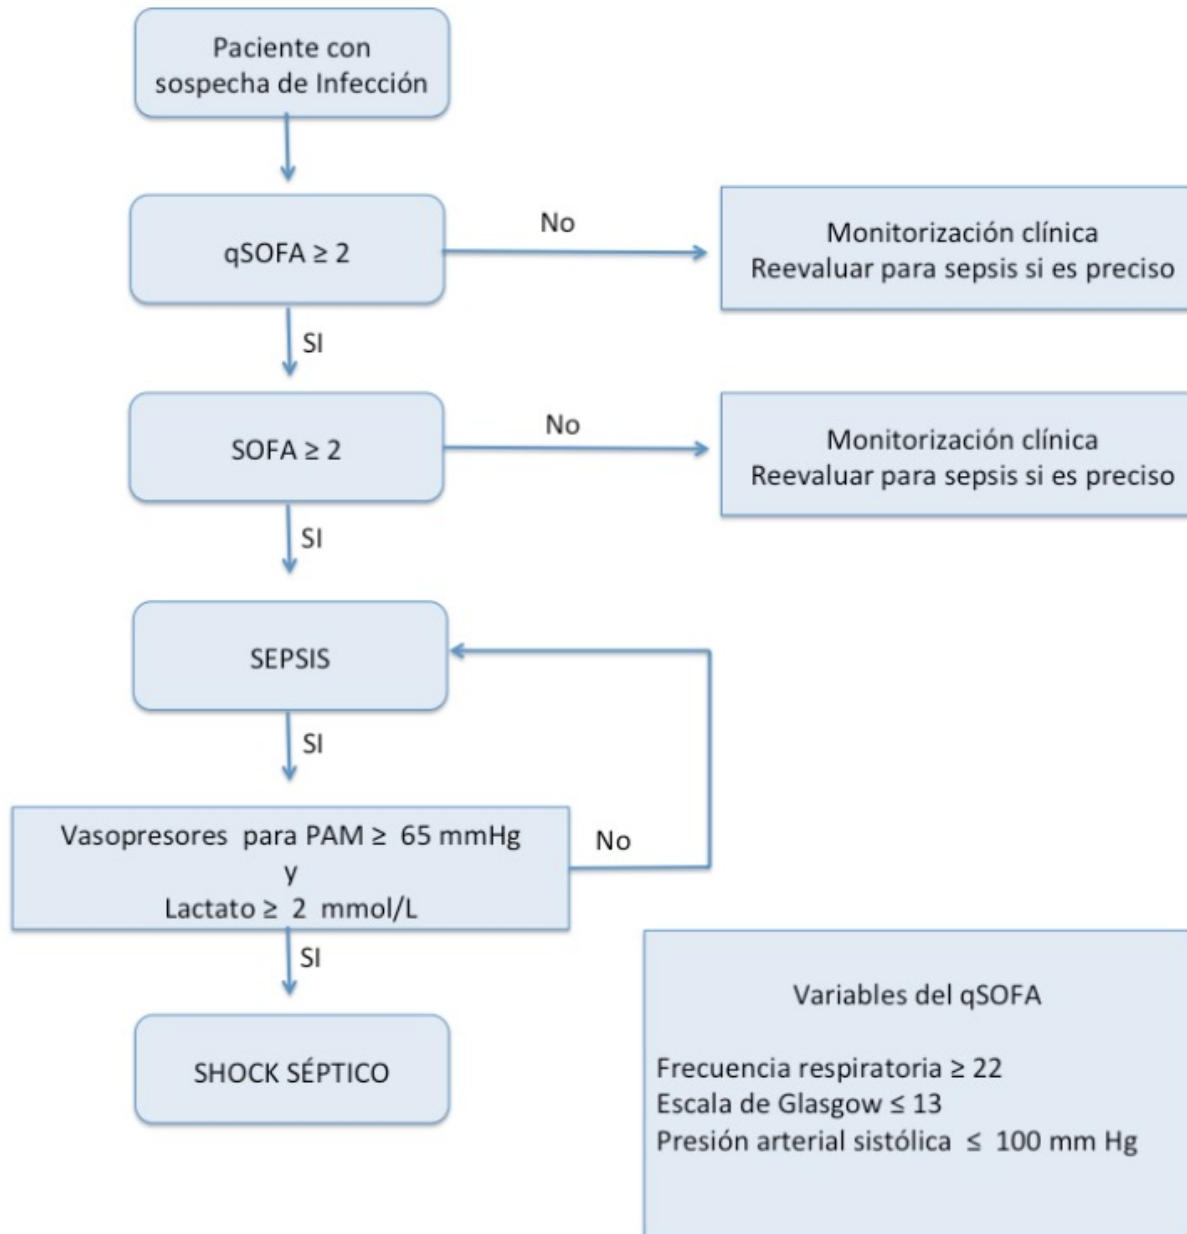 Paciente con
sospecha de Infección
qSOFA ≥ 2
No
Monitorización clínica
Reevaluar para sepsis si es preciso
SI
SOFA ≥ 2
No
Monitorización clínica
Reevaluar para sepsis si es preciso
SI
SEPSIS
SI
Vasopresores para PAM ≥ 65 mmHg
y
Lactato ≥ 2 mmol/L
No
SI
SHOCK SÉPTICO
Variables del qSOFA
Frecuencia respiratoria ≥ 22
Escala de Glasgow ≤ 13
Presión arterial sistólica ≤ 100 mm Hg